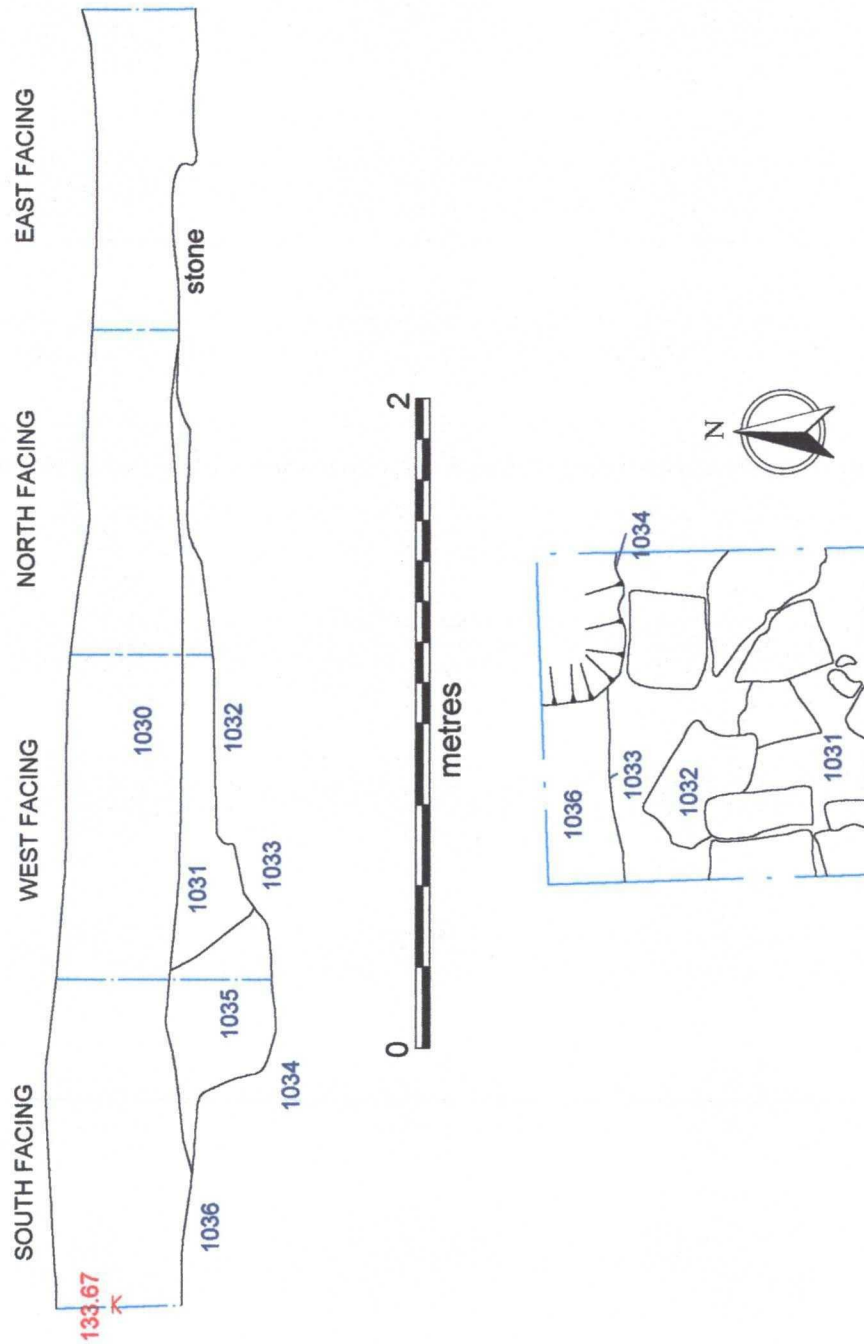 SOUTH FACING
WEST FACING
NORTH FACING
EAST FACING
133.67
1030
stone
1036
1034
1035
1031
1033
1032
0
2
metres
N
1036
1034
1033
1032
1031